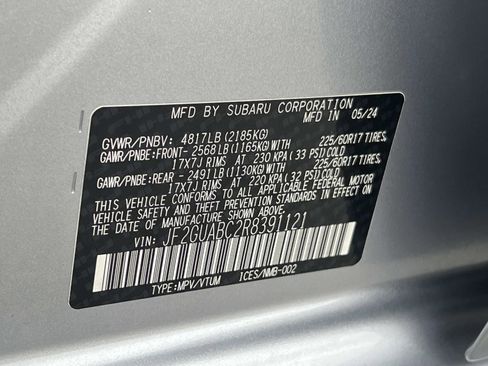 MFD BY SUBARU CORPORATION
MFD IN 05/24
GVWR/PNBV: 4817LB(2185KG)
GAWR/PNBE:FRONT- 2568LB(1165KG)WITH 225/60R17 TIRES,
17X7J RIMS AT 230 KPA( 33 PSI)COLD
GAWR/PNBE:REAR - 2491LB(1130KG)WITH 225/60R17 TIRES,
17X7J RIMS AT 220 KPA( 32 PSI)COLD
THIS VEHICLE CONFORMS TO ALL APPLICABLE FEDERAL MOTOR
VEHICLE SAFETY AND THEFT PREVENTION STANDARDS IN EFFECT
ON THE DATE OF MANUFACTURE SHOWN ABOVE.
VIN: JF2GUABC2R8391121
TYPE:MPV/VTUM ICES/NMB-002